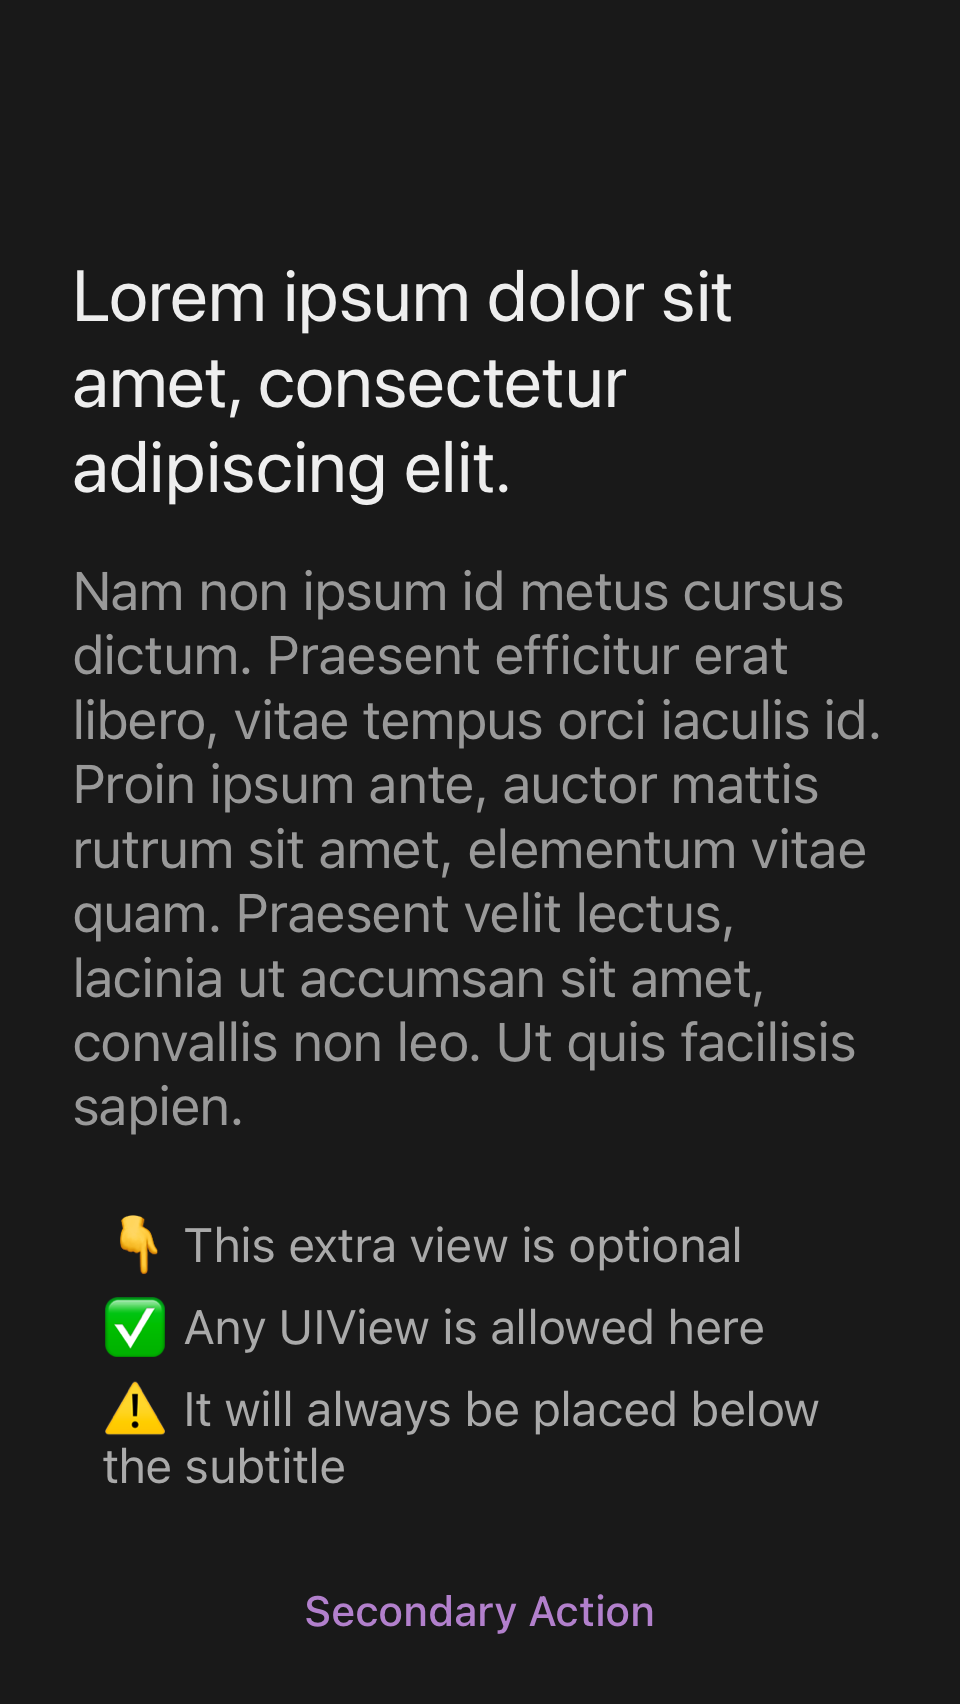 Lorem ipsum dolor sit
amet, consectetur
adipiscing elit.
Nam non ipsum id metus cursus
dictum. Praesent efficitur erat
libero, vitae tempus orci iaculis id.
Proin ipsum ante, auctor mattis
rutrum sit amet, elementum vitae
quam. Praesent velit lectus,
lacinia ut accumsan sit amet,
convallis non leo. Ut quis facilisis
sapien.
👇 This extra view is optional
✅ Any UIView is allowed here
⚠️ It will always be placed below
the subtitle
Secondary Action